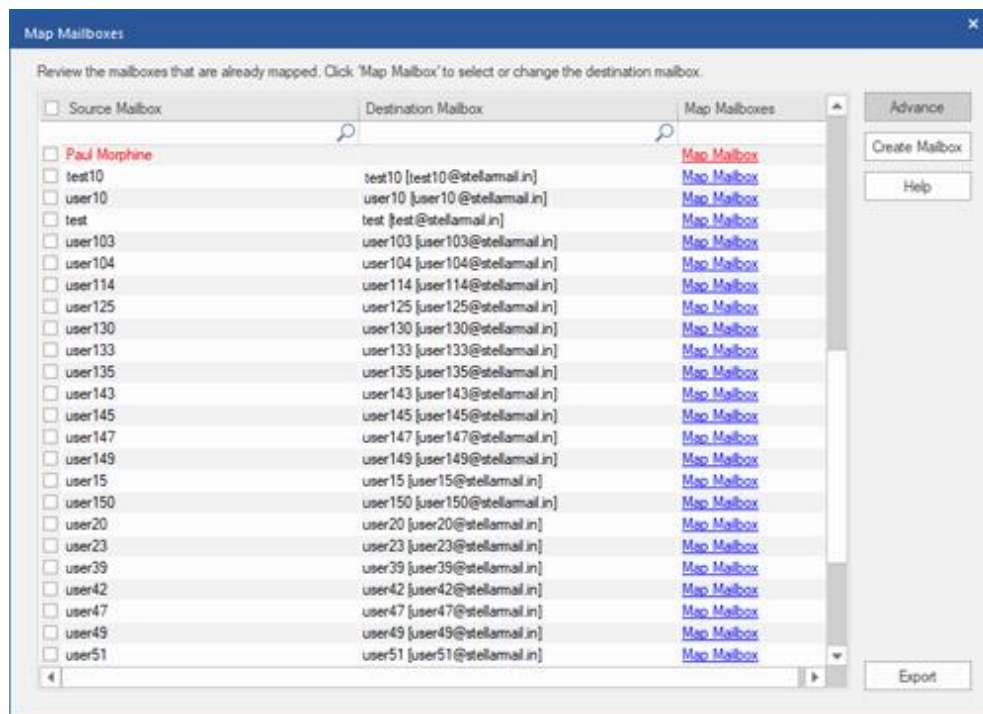 Map Mailboxes
Review the mailboxes that are already mapped. Click 'Map Mailbox' to select or change the destination mailbox.
Source Mailbox Destination Mailbox Map Mailboxes Advance
Create Mailbox
Paul Morphine Map Mailbox
test10 test10 [test10@stellarmail.in] Map Mailbox
Help
user10 user10 [user10@stellarmail.in] Map Mailbox
test test [test@stellarmail.in] Map Mailbox
user103 user103 [user103@stellarmail.in] Map Mailbox
user104 user104 [user104@stellarmail.in] Map Mailbox
user114 user114 [user114@stellarmail.in] Map Mailbox
user125 user125 [user125@stellarmail.in] Map Mailbox
user130 user130 [user130@stellarmail.in] Map Mailbox
user133 user133 [user133@stellarmail.in] Map Mailbox
user135 user135 [user135@stellarmail.in] Map Mailbox
user143 user143 [user143@stellarmail.in] Map Mailbox
user145 user145 [user145@stellarmail.in] Map Mailbox
user147 user147 [user147@stellarmail.in] Map Mailbox
user149 user149 [user149@stellarmail.in] Map Mailbox
user15 user15 [user15@stellarmail.in] Map Mailbox
user150 user150 [user150@stellarmail.in] Map Mailbox
user20 user20 [user20@stellarmail.in] Map Mailbox
user23 user23 [user23@stellarmail.in] Map Mailbox
user39 user39 [user39@stellarmail.in] Map Mailbox
user42 user42 [user42@stellarmail.in] Map Mailbox
user47 user47 [user47@stellarmail.in] Map Mailbox
user49 user49 [user49@stellarmail.in] Map Mailbox
user51 user51 [user51@stellarmail.in] Map Mailbox
Export